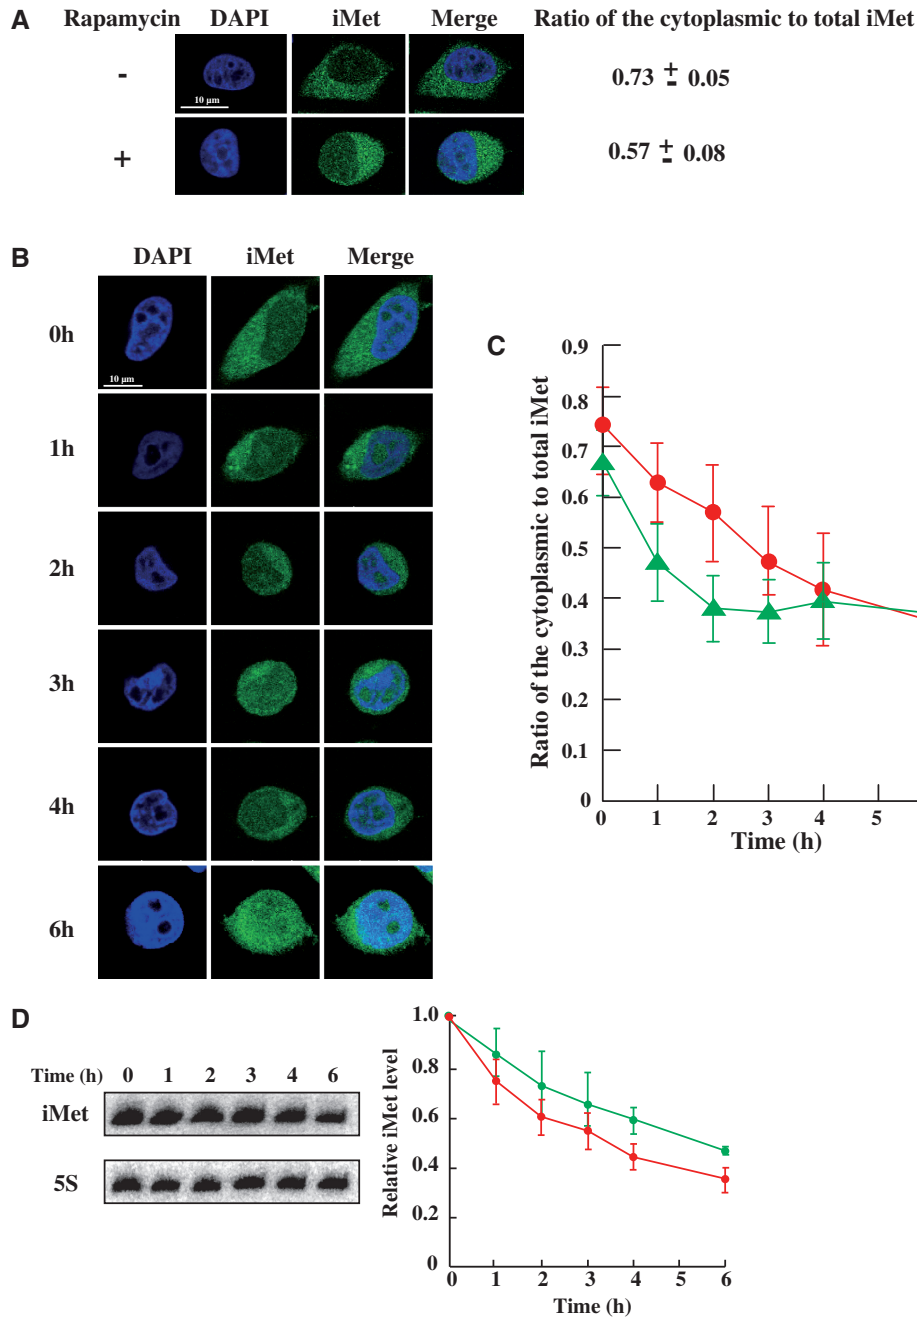 A Rapamycin DAPI iMet Merge Ratio of the cytoplasmic to total iMet
- 0.73 ± 0.05
10 µm
+ 0.57 ± 0.08
B DAPI iMet Merge
0h
10 µm
1h
2h
3h
4h
6h
C
Ratio of the cytoplasmic to total iMet
0.9
0.8
0.7
0.6
0.5
0.4
0.3
0.2
0.1
0
0 1 2 3 4 5
Time (h)
D
Time (h) 0 1 2 3 4 6
iMet
5S
Relative iMet level
1.0
0.8
0.6
0.4
0.2
0
0 1 2 3 4 5 6
Time (h)